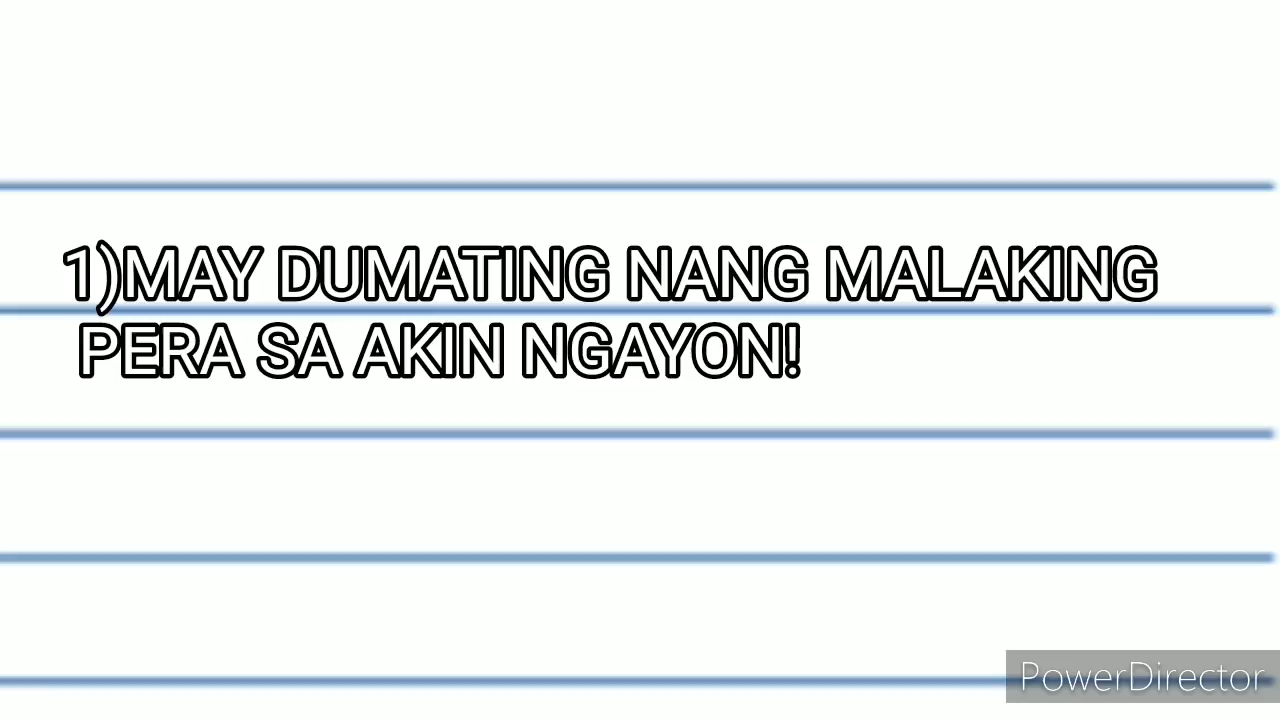 1)MAY DUMATING NANG MALAKING
PERA SA AKIN NGAYON!
PowerDirector